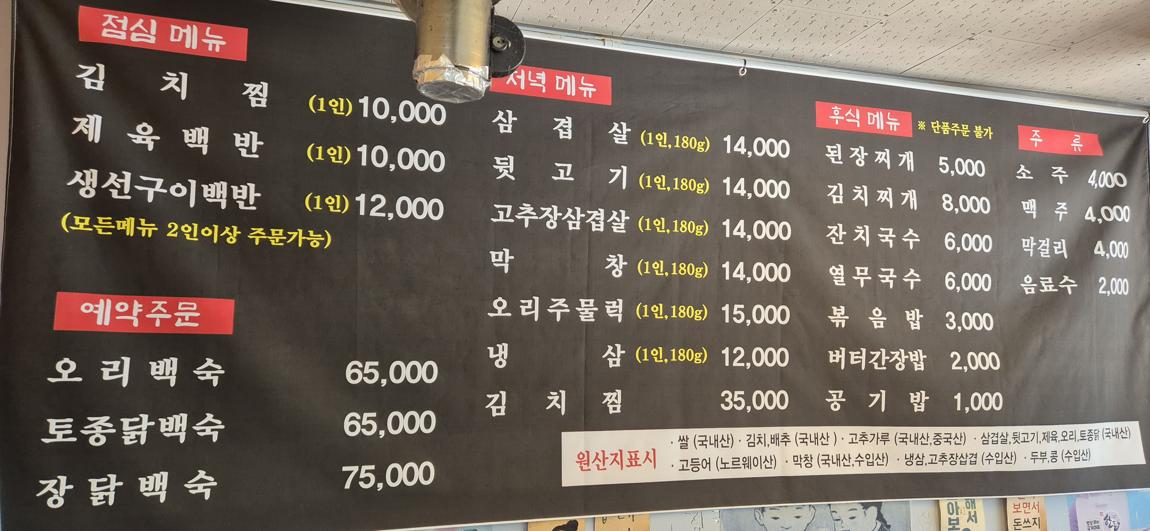 점심 메뉴
김치찜 (1인) 10,000
제육백반 (1인) 10,000
생선구이백반 (1인) 12,000
(모든메뉴 2인이상 주문가능)
예약주문
오리백숙 65,000
토종닭백숙 65,000
장닭백숙 75,000
저녁 메뉴
삼겹살 (1인,180g) 14,000
뒷고기 (1인,180g) 14,000
고추장삼겹살 (1인,180g) 14,000
막창 (1인,180g) 14,000
오리주물럭 (1인,180g) 15,000
냉삼 (1인,180g) 12,000
김치찜 35,000
후식 메뉴 ※ 단품주문 불가
된장찌개 5,000
김치찌개 8,000
잔치국수 6,000
열무국수 6,000
볶음밥 3,000
버터간장밥 2,000
공기밥 1,000
주류
소주 4,000
맥주 4,000
막걸리 4,000
음료수 2,000
원산지표시
· 쌀 (국내산) · 김치,배추 (국내산 ) · 고추가루 (국내산,중국산) · 삼겹살,뒷고기,제육,오리,토종닭 (국내산)
· 고등어 (노르웨이산) · 막창 (국내산,수입산) · 냉삼,고추장삼겹 (수입산) · 두부,콩 (수입산)
보면서
돈쓰지